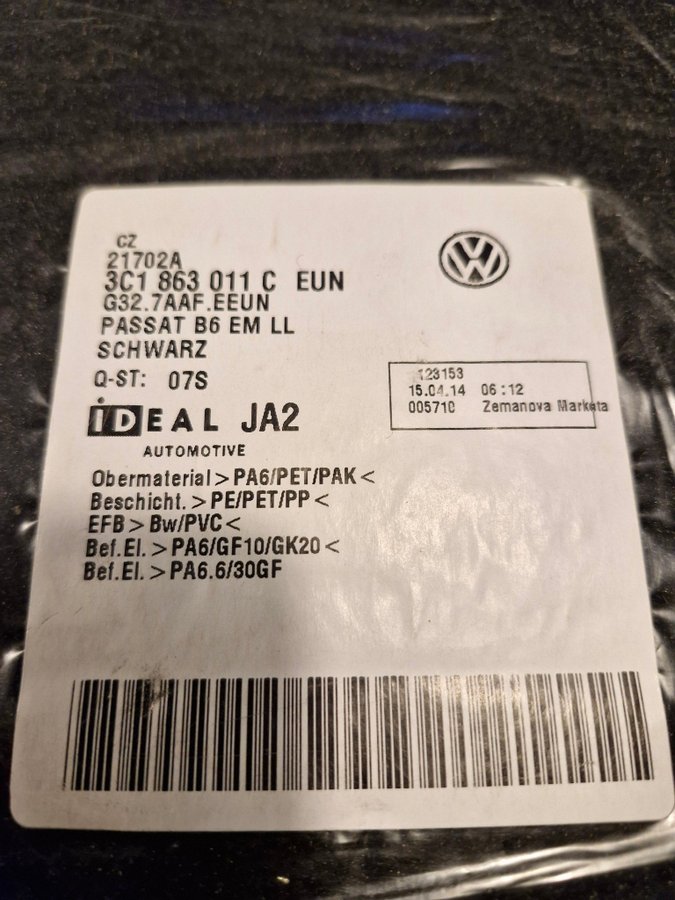 CZ
21702A
3C1 863 011 C EUN
G32.7AAF.EEUN
PASSAT B6 EM LL
SCHWARZ
Q-ST: 07S
123153
15.04.14 06:12
005710 Zemanova Marketa
iDEAL JA2
AUTOMOTIVE
Obermaterial>PA6/PET/PAK<
Beschicht.>PE/PET/PP<
EFB>Bw/PVC<
Bef.El.>PA6/GF10/GK20<
Bef.El.>PA6.6/30GF